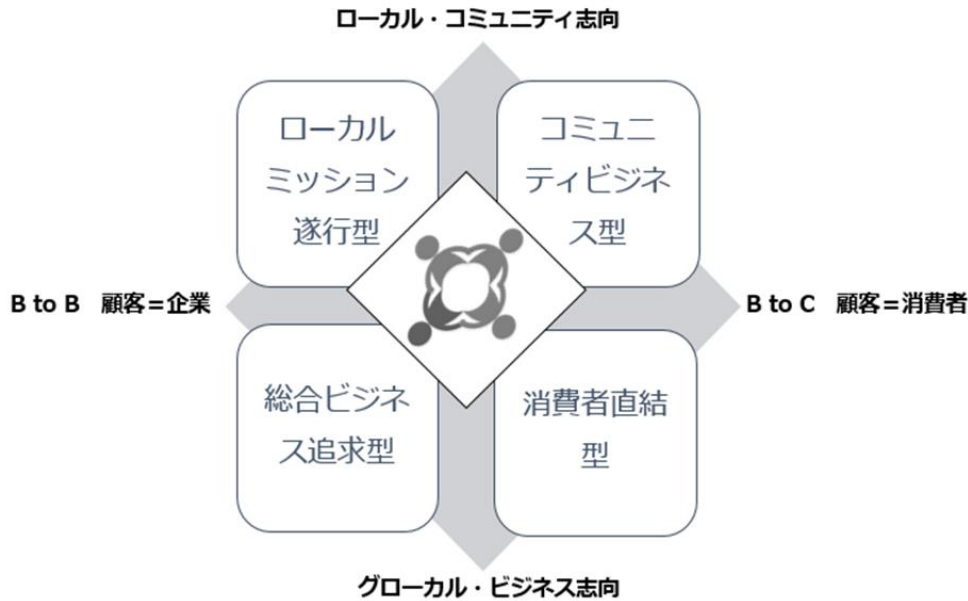 ローカル・コミュニティ志向
ローカル
ミッション
遂行型
コミュニ
ティビジネ
ス型
B to B　顧客＝企業
B to C　顧客＝消費者
総合ビジネ
ス追求型
消費者直結
型
グローカル・ビジネス志向